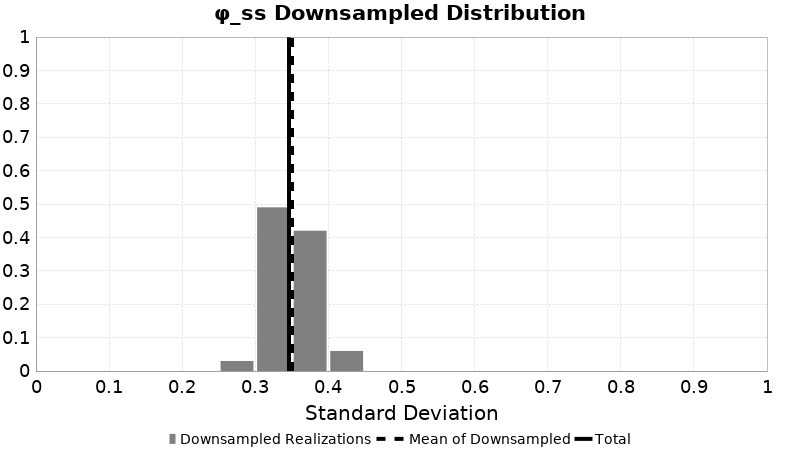 φ_ss Downsampled Distribution
1
0.9
0.8
0.7
0.6
0.5
0.4
0.3
0.2
0.1
0
0 0.1 0.2 0.3 0.4 0.5 0.6 0.7 0.8 0.9 1
Standard Deviation
Downsampled Realizations Mean of Downsampled Total